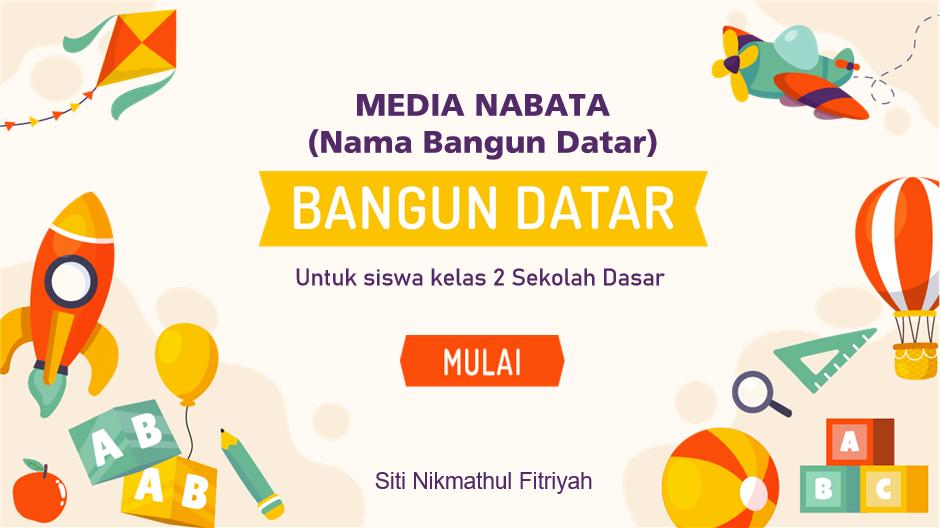 MEDIA NABATA
(Nama Bangun Datar)
BANGUN DATAR
Untuk siswa kelas 2 Sekolah Dasar
MULAI
A B
A B
A
B C
Siti Nikmathul Fitriyah